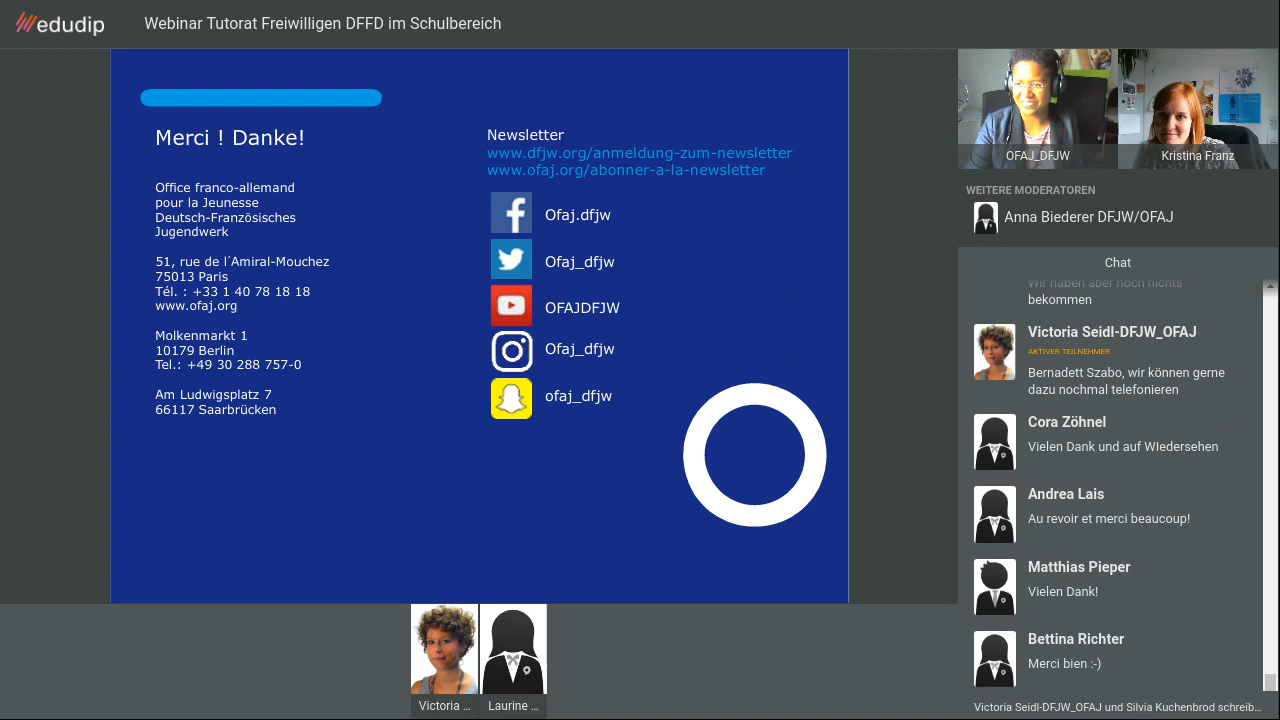 edudip
Webinar Tutorat Freiwilligen DFFD im Schulbereich
Merci ! Danke!
Office franco-allemand
pour la Jeunesse
Deutsch-Französisches
Jugendwerk
51, rue de l´Amiral-Mouchez
75013 Paris
Tél. : +33 1 40 78 18 18
www.ofaj.org
Molkenmarkt 1
10179 Berlin
Tel.: +49 30 288 757-0
Am Ludwigsplatz 7
66117 Saarbrücken
Newsletter
www.dfjw.org/anmeldung-zum-newsletter
www.ofaj.org/abonner-a-la-newsletter
Ofaj.dfjw
Ofaj_dfjw
OFAJDFJW
Ofaj_dfjw
ofaj_dfjw
Victoria ...
Laurine ...
OFAJ_DFJW
Kristina Franz
WEITERE MODERATOREN
Anna Biederer DFJW/OFAJ
Chat
Wir haben aber noch nichts
bekommen
Victoria Seidl-DFJW_OFAJ
AKTIVER TEILNEHMER
Bernadett Szabo, wir können gerne
dazu nochmal telefonieren
Cora Zöhnel
Vielen Dank und auf WIedersehen
Andrea Lais
Au revoir et merci beaucoup!
Matthias Pieper
Vielen Dank!
Bettina Richter
Merci bien :-)
Victoria Seidl-DFJW_OFAJ und Silvia Kuchenbrod schreib...